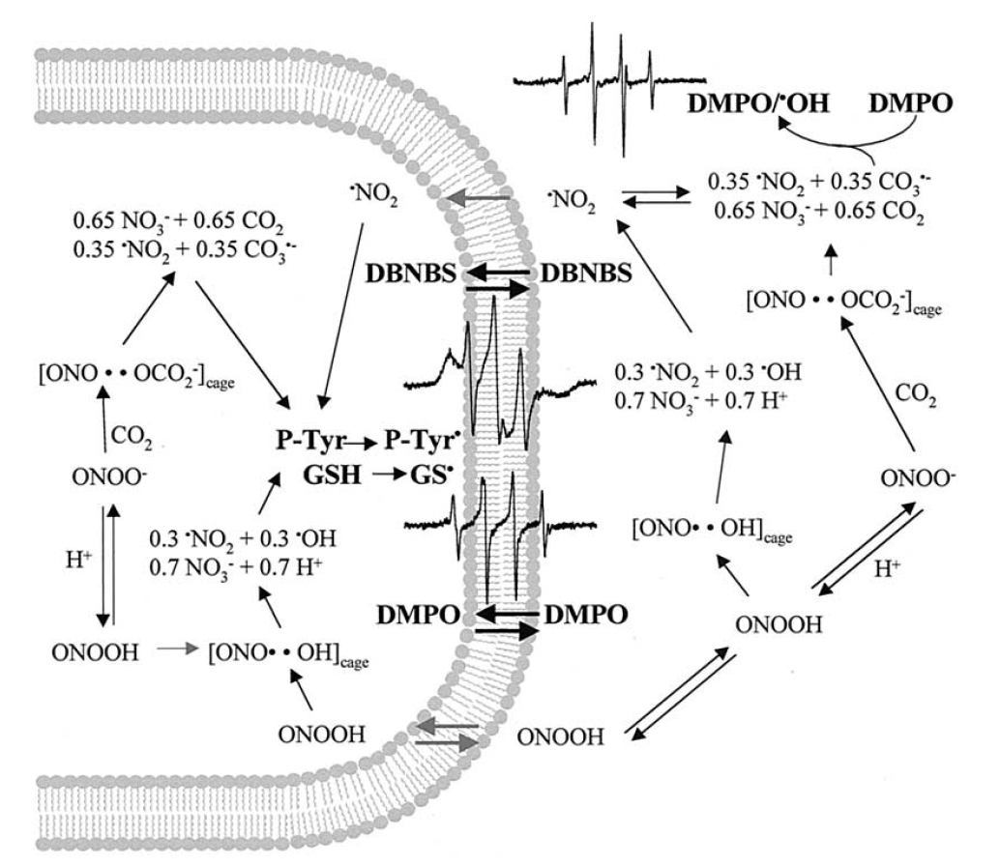 DMPO/•OH DMPO
0.35 •NO₂ + 0.35 CO₃•-
0.65 NO₃- + 0.65 CO₂
•NO₂
•NO₂
0.65 NO₃- + 0.65 CO₂
0.35 •NO₂ + 0.35 CO₃•-
DBNBS DBNBS
[ONO • • OCO₂-]cage
[ONO • • OCO₂-]cage
0.3 •NO₂ + 0.3 •OH
0.7 NO₃- + 0.7 H+
CO₂
CO₂
P-Tyr P-Tyr•
GSH GS•
ONOO-
ONOO-
0.3 •NO₂ + 0.3 •OH
0.7 NO₃- + 0.7 H+
[ONO • • OH]cage
H+
H+
DMPO DMPO
ONOOH
ONOOH
[ONO • • OH]cage
ONOOH
ONOOH